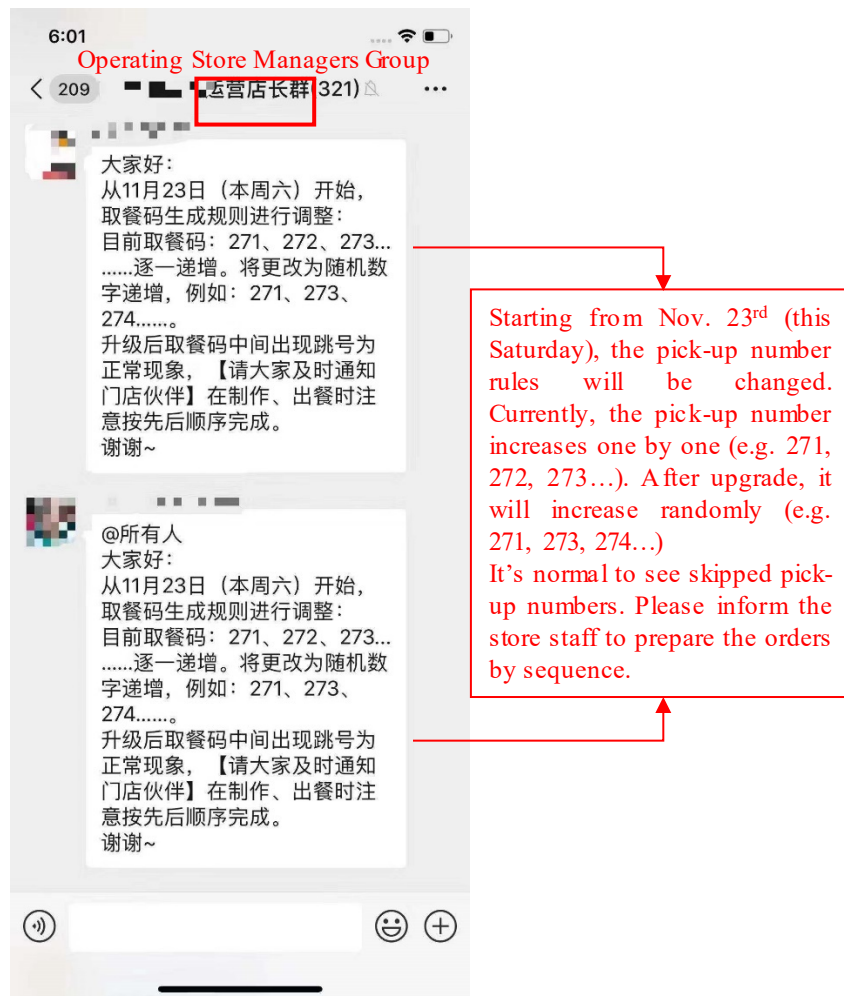 6:01
Operating Store Managers Group
209
运营店长群(321)
大家好：
从11月23日（本周六）开始，
取餐码生成规则进行调整：
目前取餐码：271、272、273...
......逐一递增。将更改为随机数
字递增，例如：271、273、
274......。
升级后取餐码中间出现跳号为
正常现象，【请大家及时通知
门店伙伴】在制作、出餐时注
意按先后顺序完成。
谢谢~
@所有人
大家好：
从11月23日（本周六）开始，
取餐码生成规则进行调整：
目前取餐码：271、272、273...
......逐一递增。将更改为随机数
字递增，例如：271、273、
274......。
升级后取餐码中间出现跳号为
正常现象，【请大家及时通知
门店伙伴】在制作、出餐时注
意按先后顺序完成。
谢谢~
Starting from Nov. 23rd (this
Saturday), the pick-up number
rules will be changed.
Currently, the pick-up number
increases one by one (e.g. 271,
272, 273…). After upgrade, it
will increase randomly (e.g.
271, 273, 274…)
It's normal to see skipped pick-
up numbers. Please inform the
store staff to prepare the orders
by sequence.